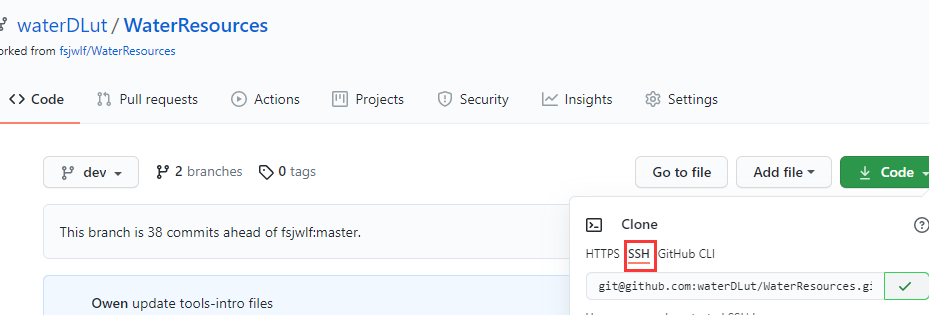 waterDLut / WaterResources
orked from fsjwlf/WaterResources
Code Pull requests Actions Projects Security Insights Settings
dev 2 branches 0 tags Go to file Add file Code
This branch is 38 commits ahead of fsjwlf:master.
Clone
HTTPS SSH GitHub CLI
git@github.com:waterDLut/WaterResources.gi
Owen update tools-intro files